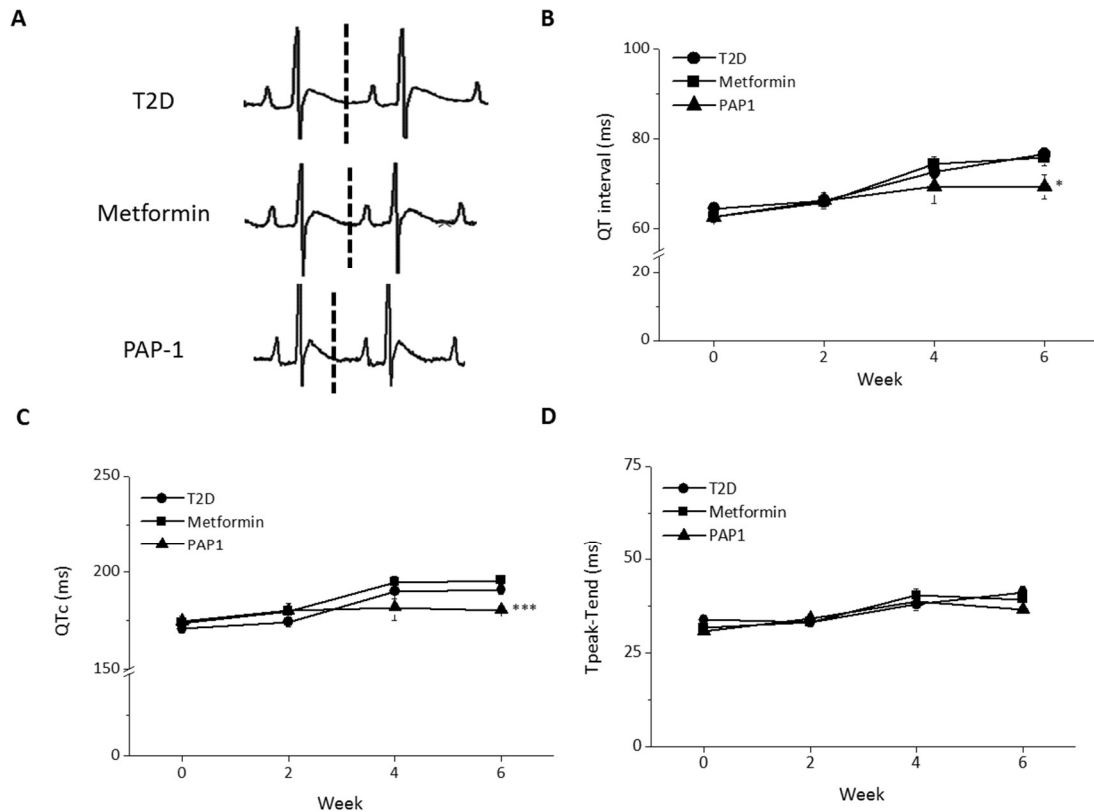 A
T2D
Metformin
PAP-1
B
QT interval (ms)
100
80
60
20
0
T2D
Metformin
PAP1
*
0 2 4 6
Week
C
QTc (ms)
250
200
150
0
T2D
Metformin
PAP1
***
0 2 4 6
Week
D
Tpeak-Tend (ms)
75
50
25
0
T2D
Metformin
PAP1
0 2 4 6
Week